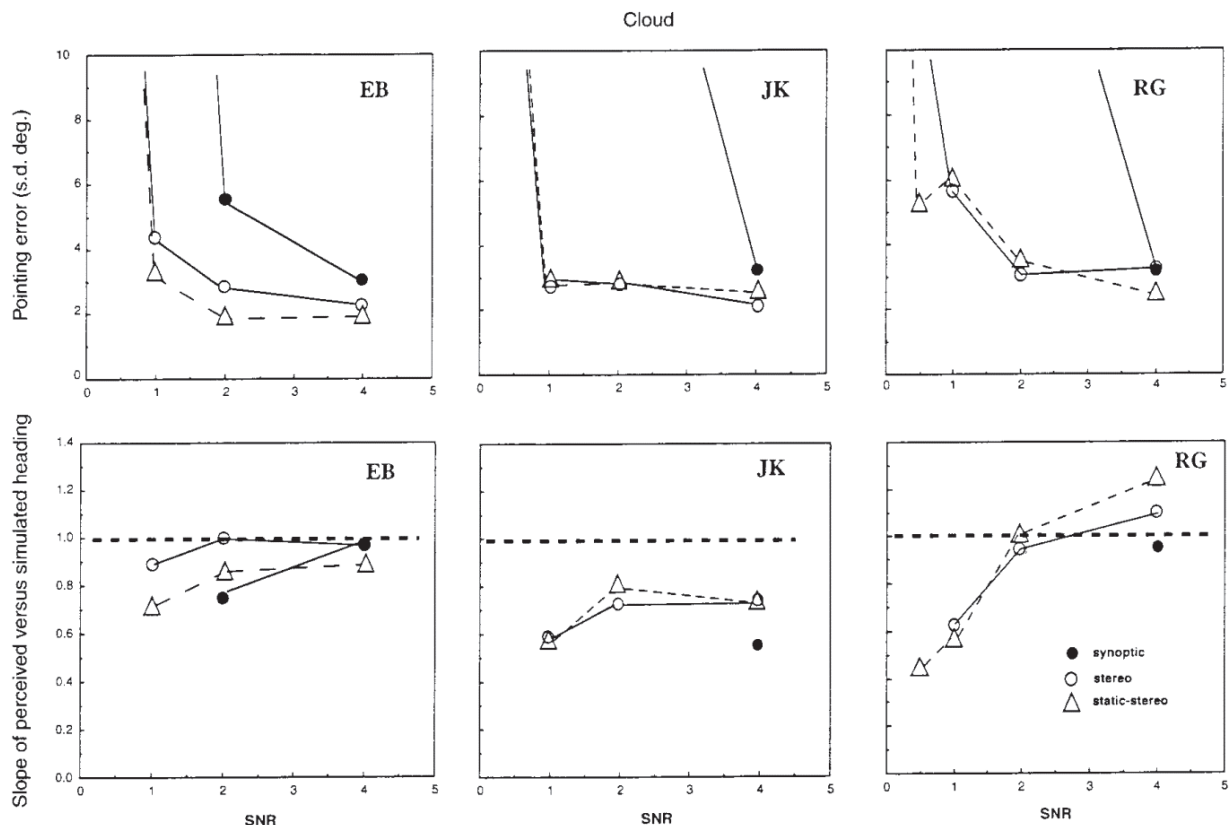 Cloud
Pointing error (s.d. deg.)
10
8
6
4
2
0
EB
0 1 2 3 4 5
JK
0 1 2 3 4 5
RG
0 1 2 3 4 5
Slope of perceived versus simulated heading
1.4
1.2
1.0
0.8
0.6
0.4
0.2
0.0
EB
0 1 2 3 4 5
SNR
JK
0 1 2 3 4 5
SNR
RG
synoptic
stereo
static-stereo
0 1 2 3 4 5
SNR